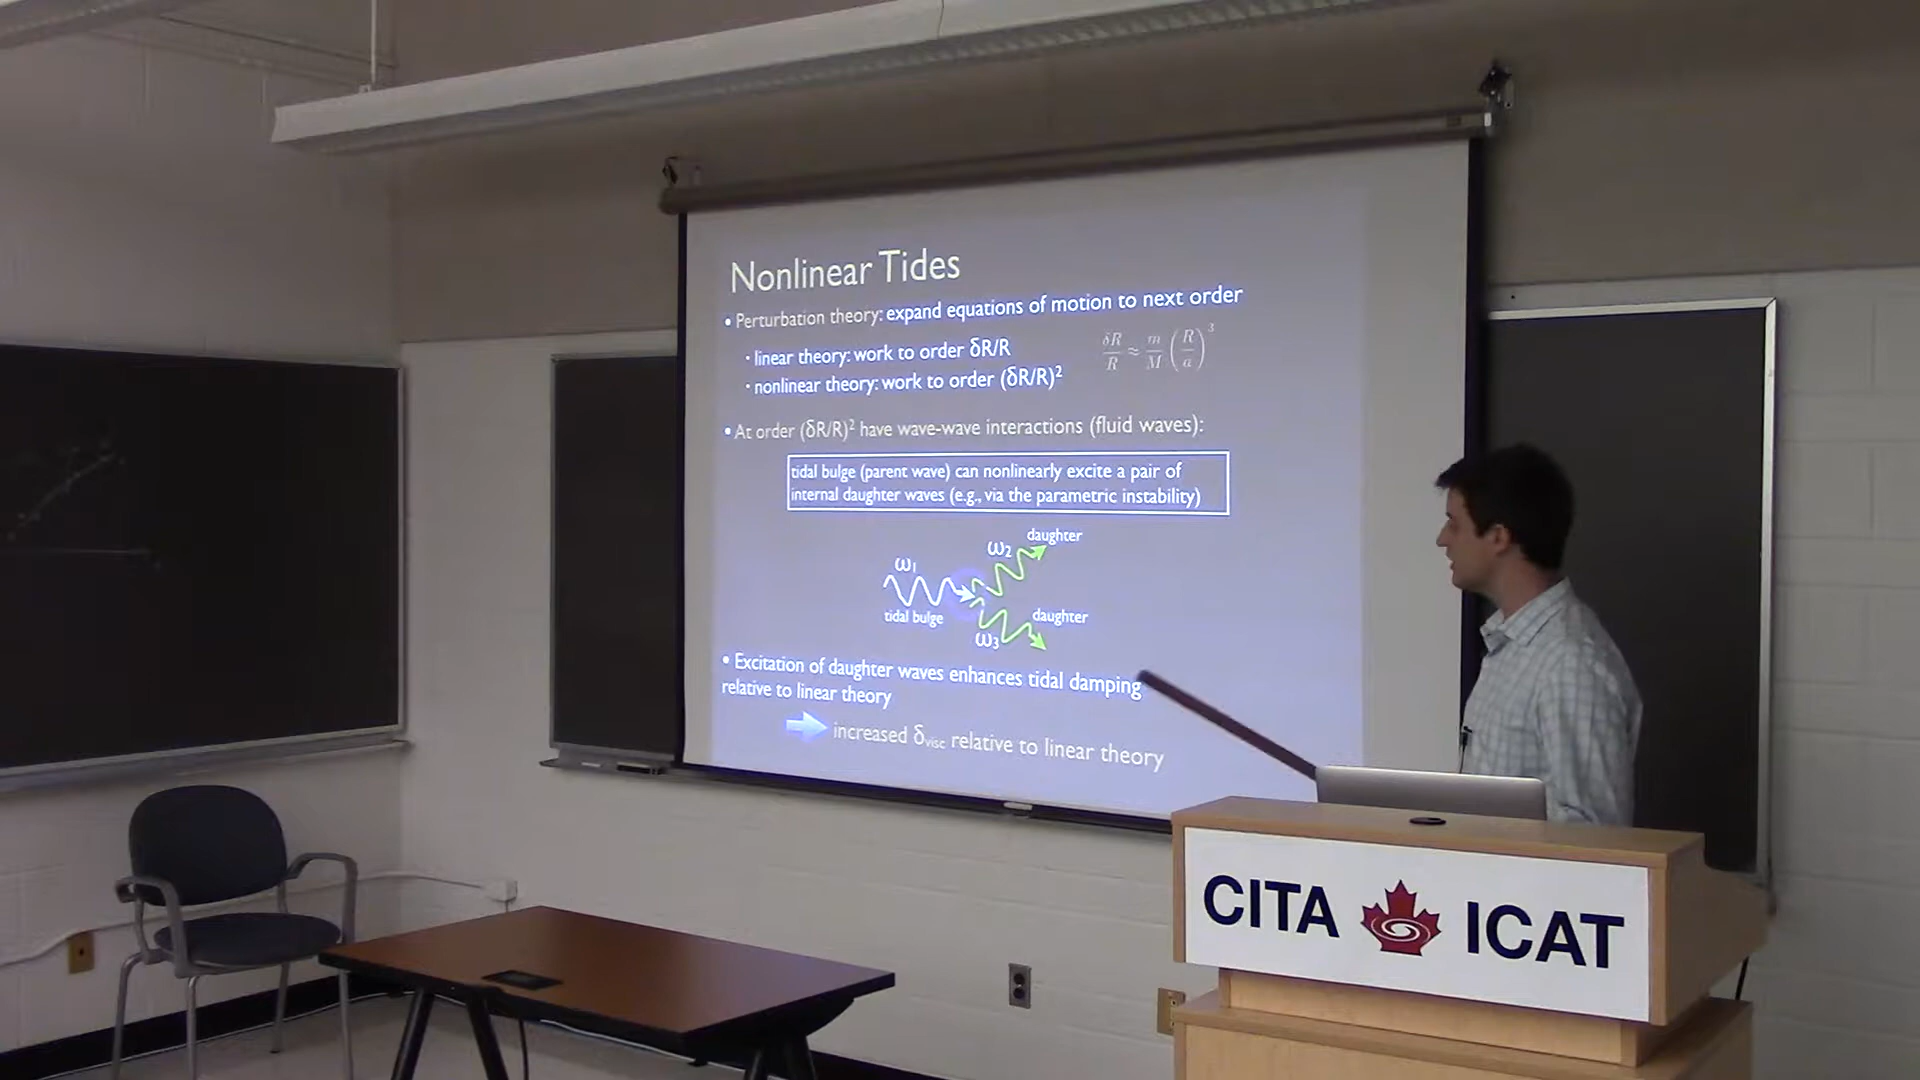 Nonlinear Tides
• Perturbation theory: expand equations of motion to next order
· linear theory: work to order δR/R
δR/R ≈ m/M (R/a)³
· nonlinear theory: work to order (δR/R)²
• At order (δR/R)² have wave-wave interactions (fluid waves):
tidal bulge (parent wave) can nonlinearly excite a pair of
internal daughter waves (e.g., via the parametric instability)
daughter
ω₂
ω₁
tidal bulge
daughter
ω₃
• Excitation of daughter waves enhances tidal damping
relative to linear theory
increased δvisc relative to linear theory
CITA ICAT